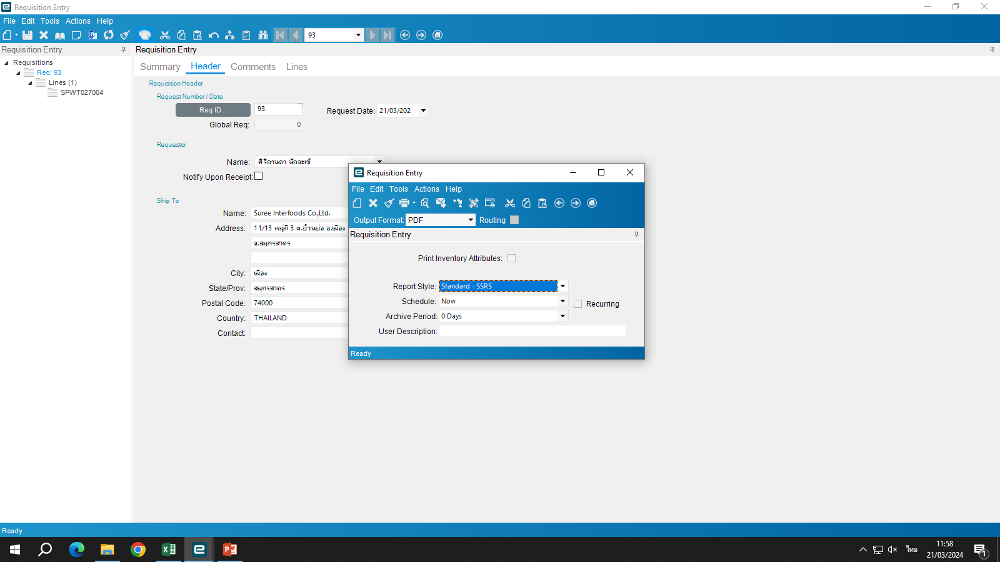 Requisition Entry
File Edit Tools Actions Help
93
Requisition Entry
Requisitions
Req: 93
Lines (1)
SPWT027004
Requisition Entry
Summary Header Comments Lines
Requisition Header
Request Number / Date
Req ID... 93 Request Date: 21/03/202
Global Req: 0
Requestor
Name: ศิริกานดา นักจะเข้
Notify Upon Receipt:
Ship To
Name: Suree Interfoods Co.,Ltd.
Address: 11/13 หมู่ที่ 3 ต.บ้านบ่อ อ.เมือง
จ.สมุทรสาคร
City: เมือง
State/Prov: สมุทรสาคร
Postal Code: 74000
Country: THAILAND
Contact:
Requisition Entry
File Edit Tools Actions Help
Output Format: PDF Routing
Requisition Entry
Print Inventory Attributes:
Report Style: Standard - SSRS
Schedule: Now Recurring
Archive Period: 0 Days
User Description:
Ready
Ready
ไทย
11:58
21/03/2024
1